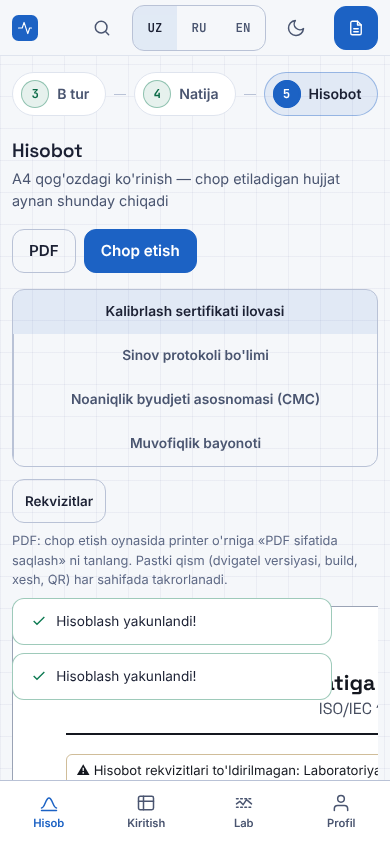 UZ RU EN
3 B tur 4 Natija 5 Hisobot
Hisobot
A4 qog'ozdagi ko'rinish — chop etiladigan hujjat
aynan shunday chiqadi
PDF Chop etish
Kalibrlash sertifikati ilovasi
Sinov protokoli bo'limi
Noaniqlik byudjeti asosnomasi (CMC)
Muvofiqlik bayonoti
Rekvizitlar
PDF: chop etish oynasida printer o'rniga «PDF sifatida
saqlash» ni tanlang. Pastki qism (dvigatel versiyasi, build,
xesh, QR) har sahifada takrorlanadi.
Hisoblash yakunlandi!
Hisoblash yakunlandi!
ISO/IEC
⚠ Hisobot rekvizitlari to'ldirilmagan: Laboratoriya
Hisob Kiritish Lab Profil